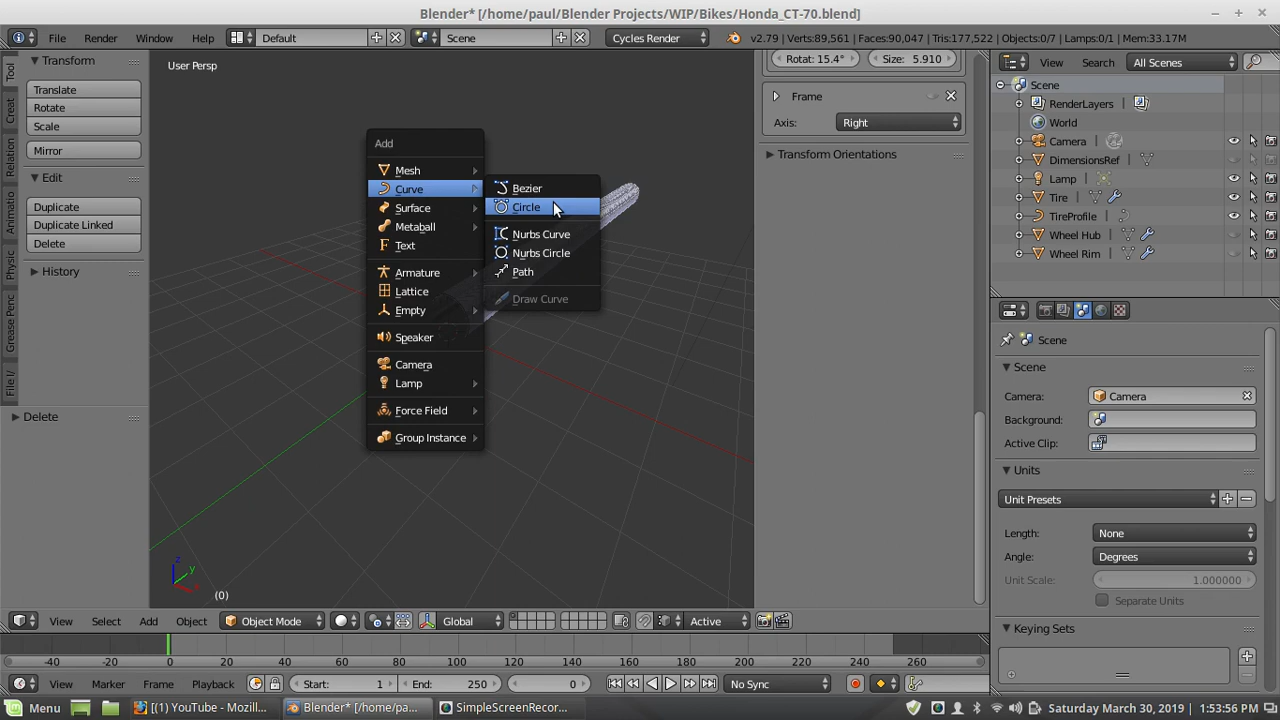 Blender* [/home/paul/Blender Projects/WIP/Bikes/Honda_CT-70.blend]
File Render Window Help Default Scene Cycles Render v2.79 | Verts:89,561 | Faces:90,047 | Tris:177,522 | Objects:0/7 | Lamps:0/1 | Mem:33.17M
Tool
Creat
Relation
Animatio
Physic
Grease Penc
File I/
Transform
Translate
Rotate
Scale
Mirror
Edit
Duplicate
Duplicate Linked
Delete
History
Delete
User Persp
Add
Mesh
Curve
Surface
Metaball
Text
Armature
Lattice
Empty
Speaker
Camera
Lamp
Force Field
Group Instance
Bezier
Circle
Nurbs Curve
Nurbs Circle
Path
Draw Curve
z
y
x
(0)
Rotat: 15.4° Size: 5.910
Frame
Axis: Right
Transform Orientations
View Search All Scenes
Scene
RenderLayers
World
Camera
DimensionsRef
Lamp
Tire
TireProfile
Wheel Hub
Wheel Rim
Scene
Scene
Camera: Camera
Background:
Active Clip:
Units
Unit Presets
Length: None
Angle: Degrees
Unit Scale: 1.000000
Separate Units
Keying Sets
View Select Add Object Object Mode Global Active
-40 -20 0 20 40 60 80 100 120 140 160 180 200 220 240 260
View Marker Frame Playback Start: 1 End: 250 0 No Sync
Menu [(1) YouTube - Mozill... Blender* [/home/pa... SimpleScreenRecor... Saturday March 30, 2019 - 1:53:56 PM